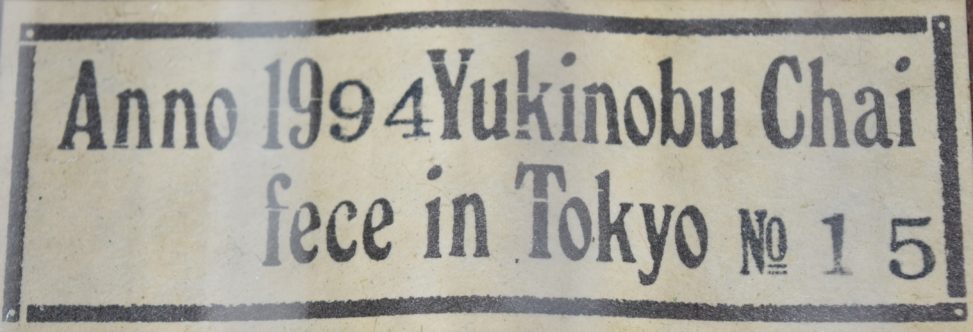 Anno 1994 Yukinobu Chai
fece in Tokyo № 15